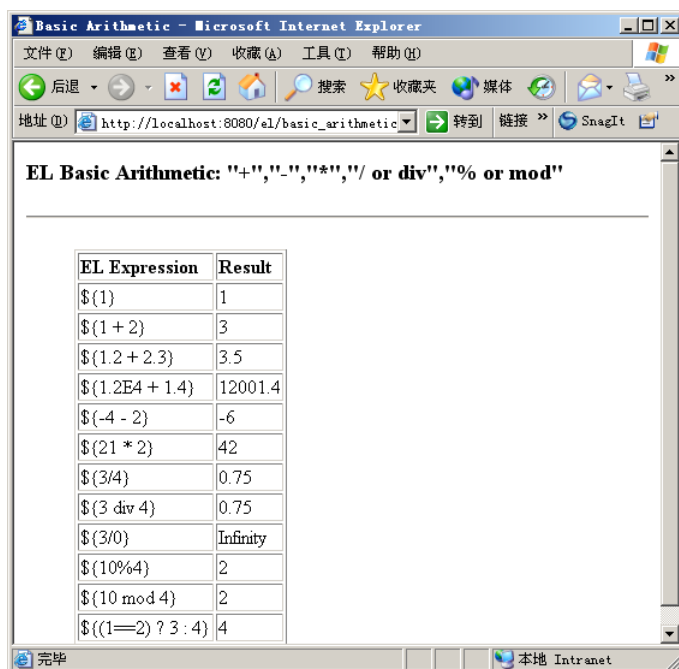 Basic Arithmetic - Microsoft Internet Explorer
文件(F) 编辑(E) 查看(V) 收藏(A) 工具(T) 帮助(H)
后退 搜索 收藏夹 媒体 »
地址(D) http://localhost:8080/el/basic_arithmetic 转到 链接 » SnagIt
EL Basic Arithmetic: "+","-","*","/ or div","% or mod"
EL Expression Result
${1} 1
${1 + 2} 3
${1.2 + 2.3} 3.5
${1.2E4 + 1.4} 12001.4
${-4 - 2} -6
${21 * 2} 42
${3/4} 0.75
${3 div 4} 0.75
${3/0} Infinity
${10%4} 2
${10 mod 4} 2
${(1==2) ? 3 : 4} 4
完毕 本地 Intranet